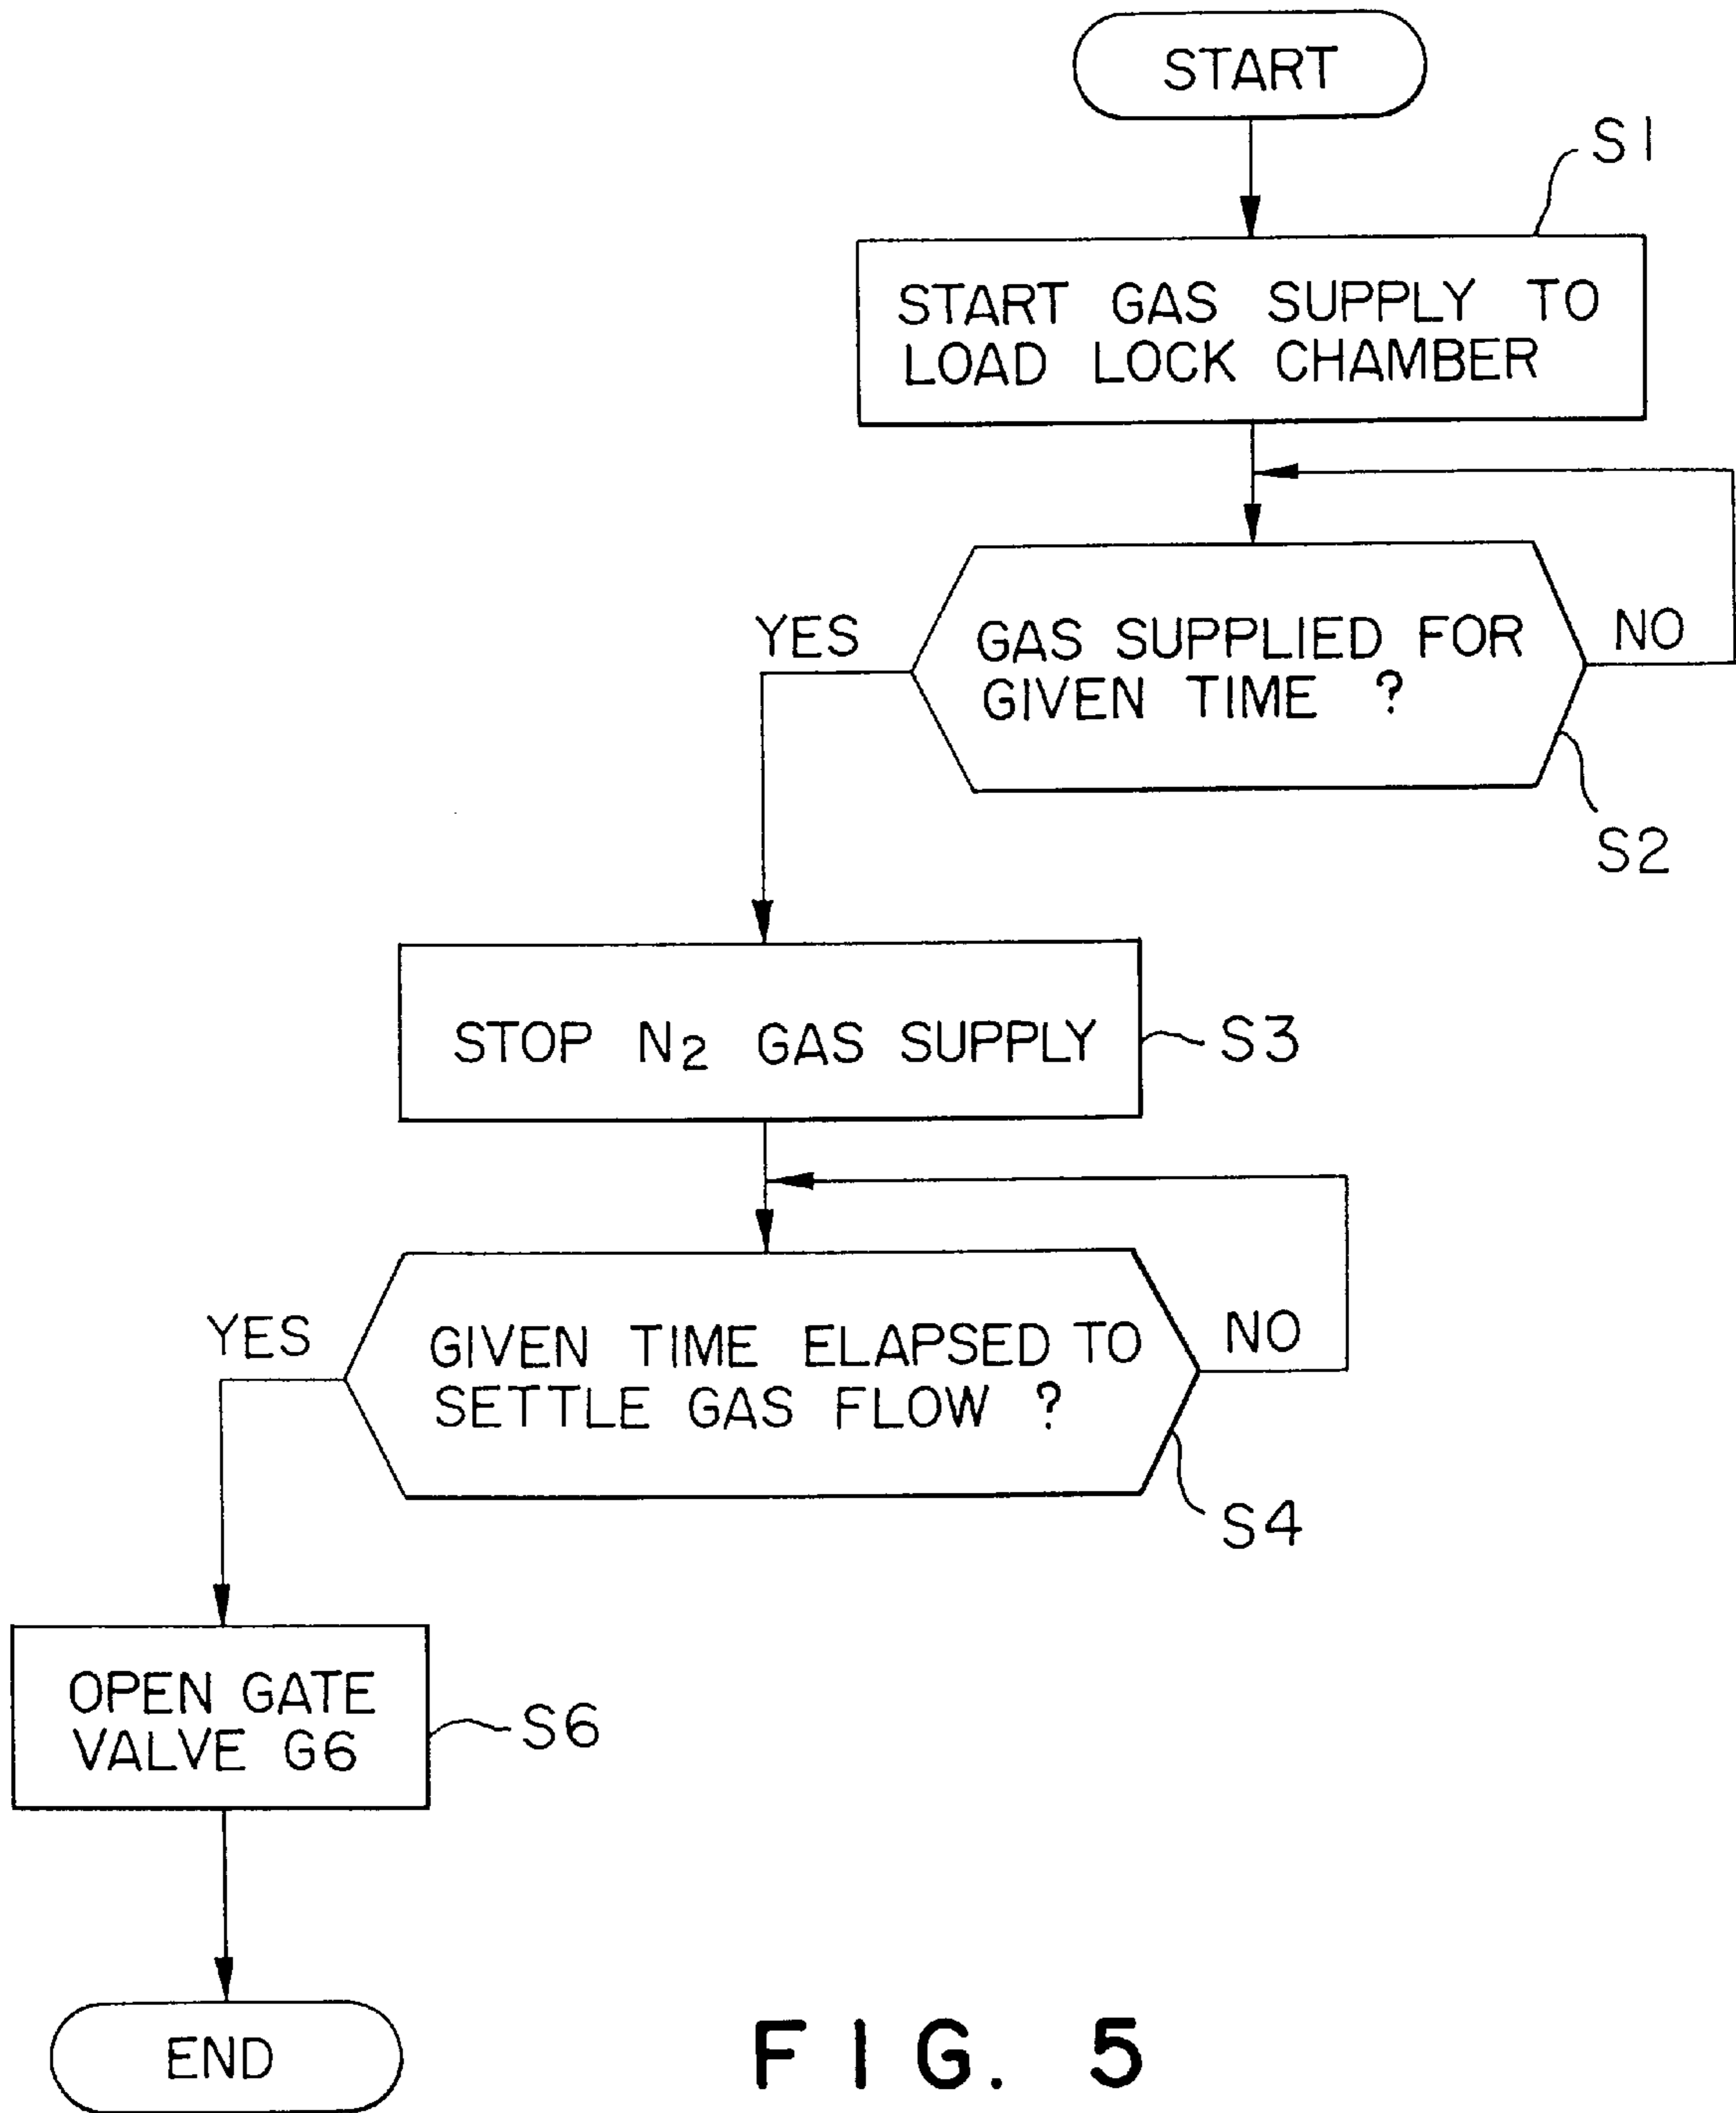 START
S1
START GAS SUPPLY TO
LOAD LOCK CHAMBER
YES
GAS SUPPLIED FOR
GIVEN TIME ?
NO
S2
STOP N2 GAS SUPPLY
S3
YES
GIVEN TIME ELAPSED TO
SETTLE GAS FLOW ?
NO
S4
OPEN GATE
VALVE G6
S6
END
FIG. 5